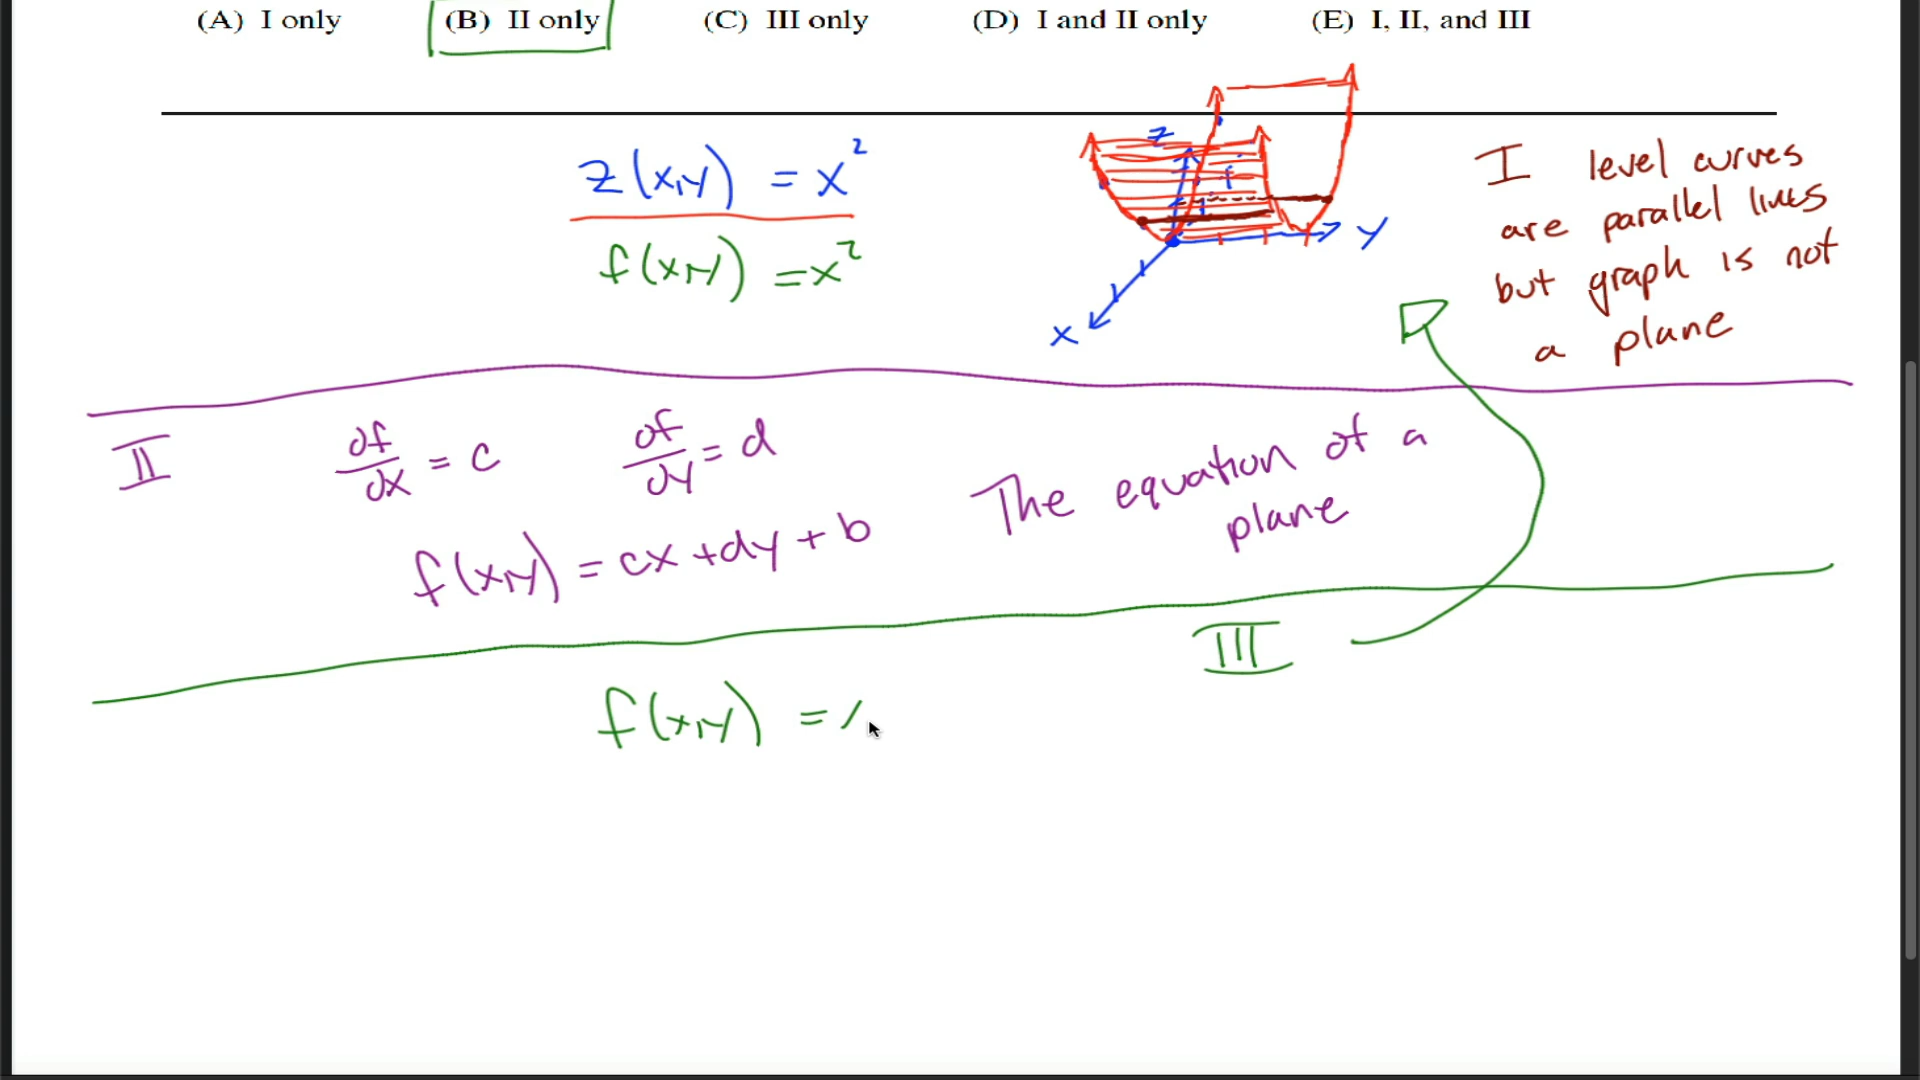 (A) I only (B) II only (C) III only (D) I and II only (E) I, II, and III
z(x,y) = x²
f(x,y) = x²
z
y
x
I level curves
are parallel lines
but graph is not
a plane
II ∂f/∂x = c ∂f/∂y = d
f(x,y) = cx + dy + b
The equation of a
plane
III
f(x,y) =